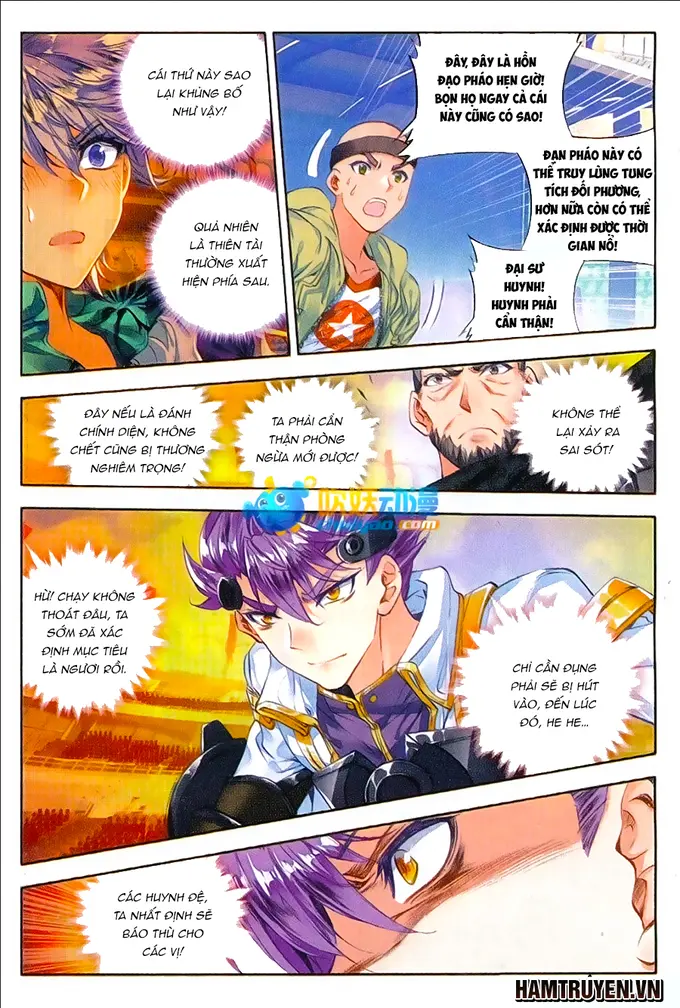 CÁI THỨ NÀY SAO
LẠI KHỦNG BỐ
NHƯ VẬY!
QUẢ NHIÊN
LÀ THIÊN TÀI
THƯỜNG XUẤT
HIỆN PHÍA SAU.
ĐÂY, ĐÂY LÀ HỒN
ĐẠO PHÁO HẸN GIỜ!
BỌN HỌ NGAY CẢ CÁI
NÀY CŨNG CÓ SAO!
ĐẠN PHÁO NÀY CÓ
THỂ TRUY LÙNG TUNG
TÍCH ĐỐI PHƯƠNG,
HƠN NỮA CÒN CÓ THỂ
XÁC ĐỊNH ĐƯỢC THỜI
GIAN NỔ!
ĐẠI SƯ
HUYNH!
HUYNH PHẢI
CẨN THẬN!
ĐÂY NẾU LÀ ĐÁNH
CHÍNH DIỆN, KHÔNG
CHẾT CŨNG BỊ THƯƠNG
NGHIÊM TRỌNG!
TA PHẢI CẨN
THẬN PHÒNG
NGỪA MỚI ĐƯỢC!
KHÔNG THỂ
LẠI XẢY RA
SAI SÓT!
HỪ! CHẠY KHÔNG
THOÁT ĐÂU, TA
SỚM ĐÃ XÁC
ĐỊNH MỤC TIÊU
LÀ NGƯƠI RỒI.
CHỈ CẦN ĐỤNG
PHẢI SẼ BỊ HÚT
VÀO, ĐẾN LÚC
ĐÓ, HE HE...
CÁC HUYNH ĐỆ,
TA NHẤT ĐỊNH SẼ
BÁO THÙ CHO
CÁC VỊ!
HAMTRUYEN.VN